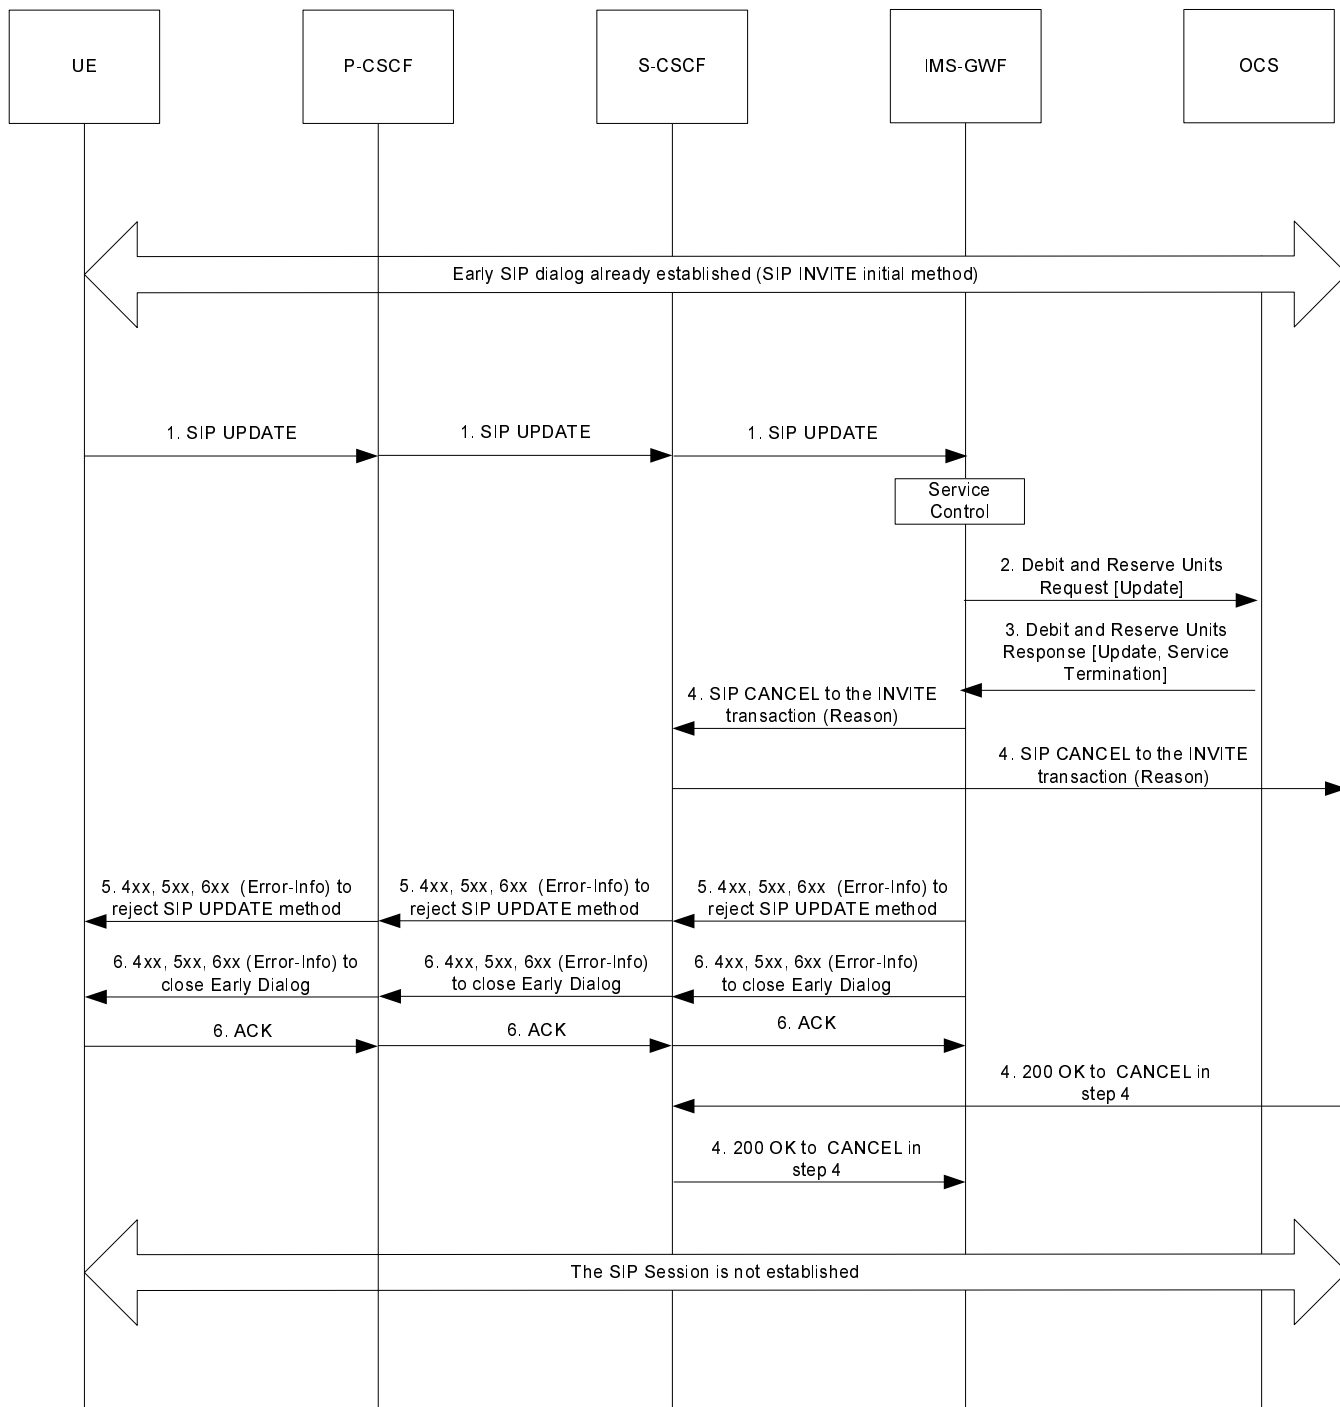 UE
P-CSCF
S-CSCF
IMS-GWF
OCS
Early SIP dialog already established (SIP INVITE initial method)
1. SIP UPDATE
1. SIP UPDATE
1. SIP UPDATE
Service
Control
2. Debit and Reserve Units
Request [Update]
3. Debit and Reserve Units
Response [Update, Service
Termination]
4. SIP CANCEL to the INVITE
transaction (Reason)
4. SIP CANCEL to the INVITE
transaction (Reason)
5. 4xx, 5xx, 6xx (Error-Info) to
reject SIP UPDATE method
5. 4xx, 5xx, 6xx (Error-Info) to
reject SIP UPDATE method
5. 4xx, 5xx, 6xx (Error-Info) to
reject SIP UPDATE method
6. 4xx, 5xx, 6xx (Error-Info) to
close Early Dialog
6. 4xx, 5xx, 6xx (Error-Info)
to close Early Dialog
6. 4xx, 5xx, 6xx (Error-Info)
to close Early Dialog
6. ACK
6. ACK
6. ACK
4. 200 OK to CANCEL in
step 4
4. 200 OK to CANCEL in
step 4
The SIP Session is not established